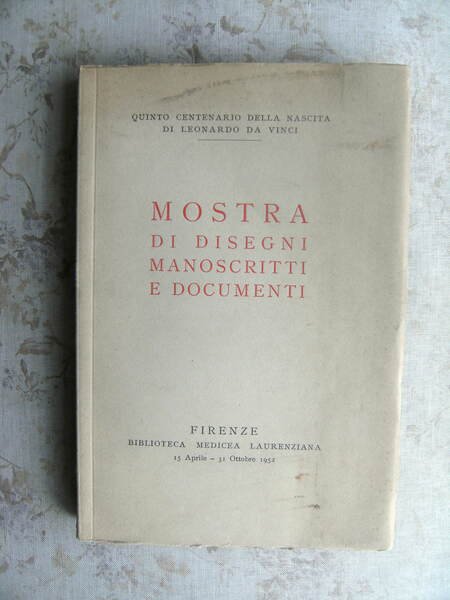 QUINTO CENTENARIO DELLA NASCITA
DI LEONARDO DA VINCI
MOSTRA
DI DISEGNI
MANOSCRITTI
E DOCUMENTI
FIRENZE
BIBLIOTECA MEDICEA LAURENZIANA
15 Aprile - 31 Ottobre 1952